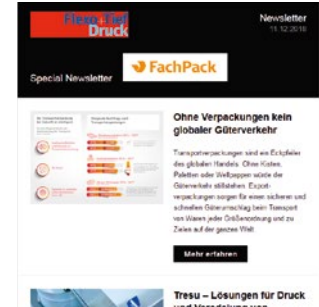 Flexo+Tief
Druck
Newsletter
11.12.2018
Special Newsletter
FachPack
Ohne Verpackungen kein
globaler Güterverkehr
Transportverpackungen sind ein Eckpfeiler
des globalen Handels. Ohne Kisten,
Paletten oder Wellpappen würde der
Güterverkehr stillstehen. Export-
verpackungen sorgen für einen sicheren und
schnellen Güterumschlag beim Transport
von Waren jeder Größenordnung und zu
Zielen auf der ganzen Welt.
Mehr erfahren
Tresu – Lösungen für Druck
und Veredelung von